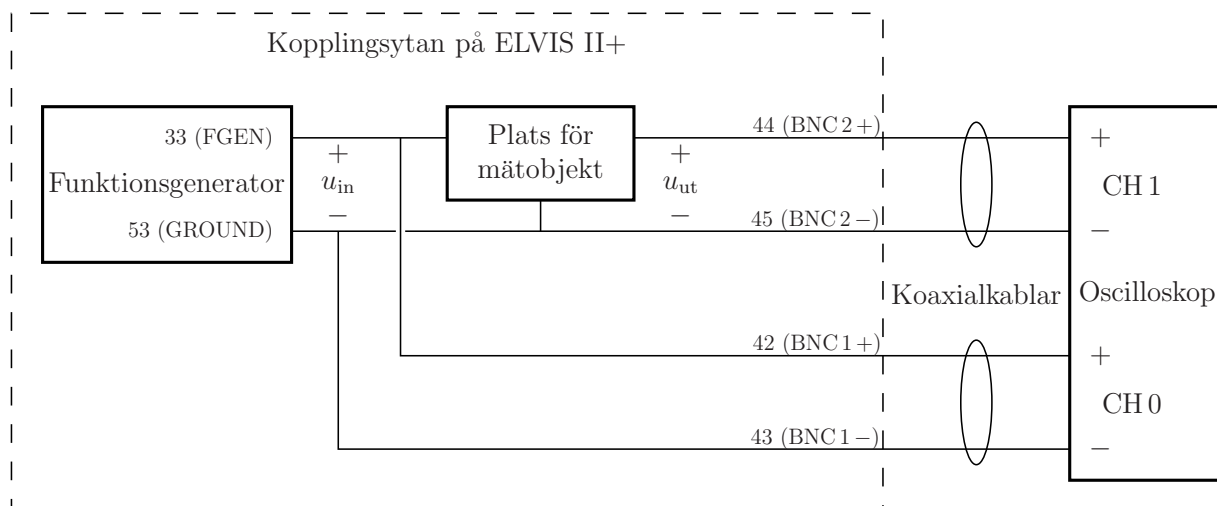 Kopplingsytan på ELVIS II+
33 (FGEN)
Funktionsgenerator
53 (GROUND)
+
u_in
−
Plats för
mätobjekt
+
u_ut
−
44 (BNC 2 +)
45 (BNC 2 −)
42 (BNC 1 +)
43 (BNC 1 −)
Koaxialkablar
+
CH 1
−
Oscilloskop
+
CH 0
−